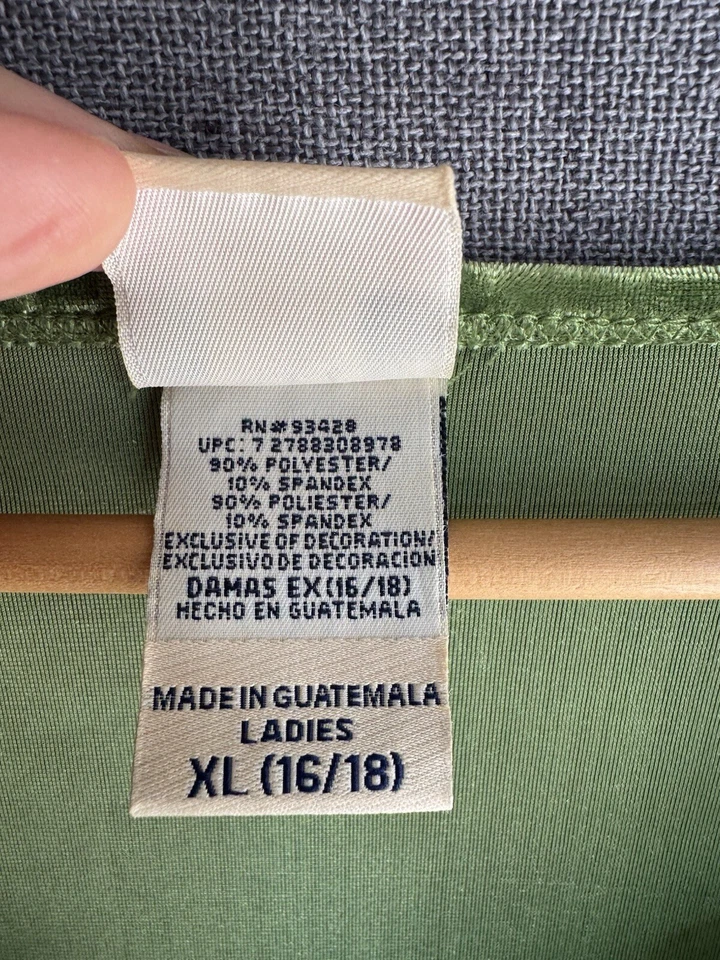 RN#93428
UPC: 7 2788308978
90% POLYESTER/
10% SPANDEX
90% POLIESTER/
10% SPANDEX
EXCLUSIVE OF DECORATION/
EXCLUSIVO DE DECORACION
DAMAS EX(16/18)
HECHO EN GUATEMALA
MADE IN GUATEMALA
LADIES
XL (16/18)